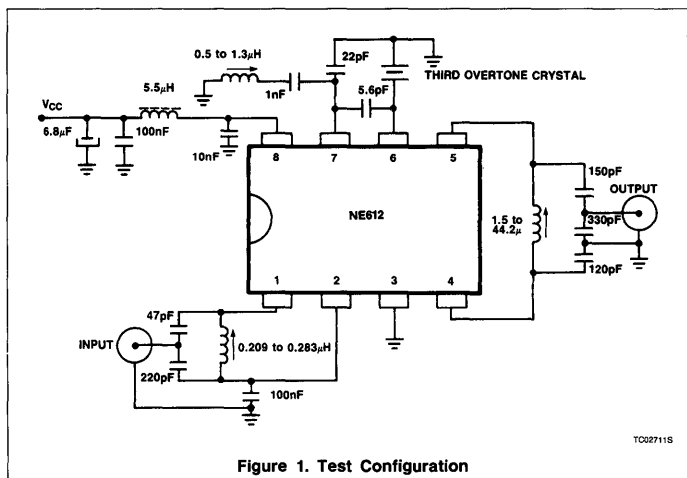 0.5 to 1.3μH
22pF
THIRD OVERTONE CRYSTAL
5.5μH
1nF
5.6pF
VCC
6.8μF
100nF
10nF
8
7
6
5
150pF
OUTPUT
NE612
1.5 to
44.2μ
330pF
120pF
1
2
3
4
47pF
INPUT
0.209 to 0.283μH
220pF
100nF
TC02711S
Figure 1. Test Configuration